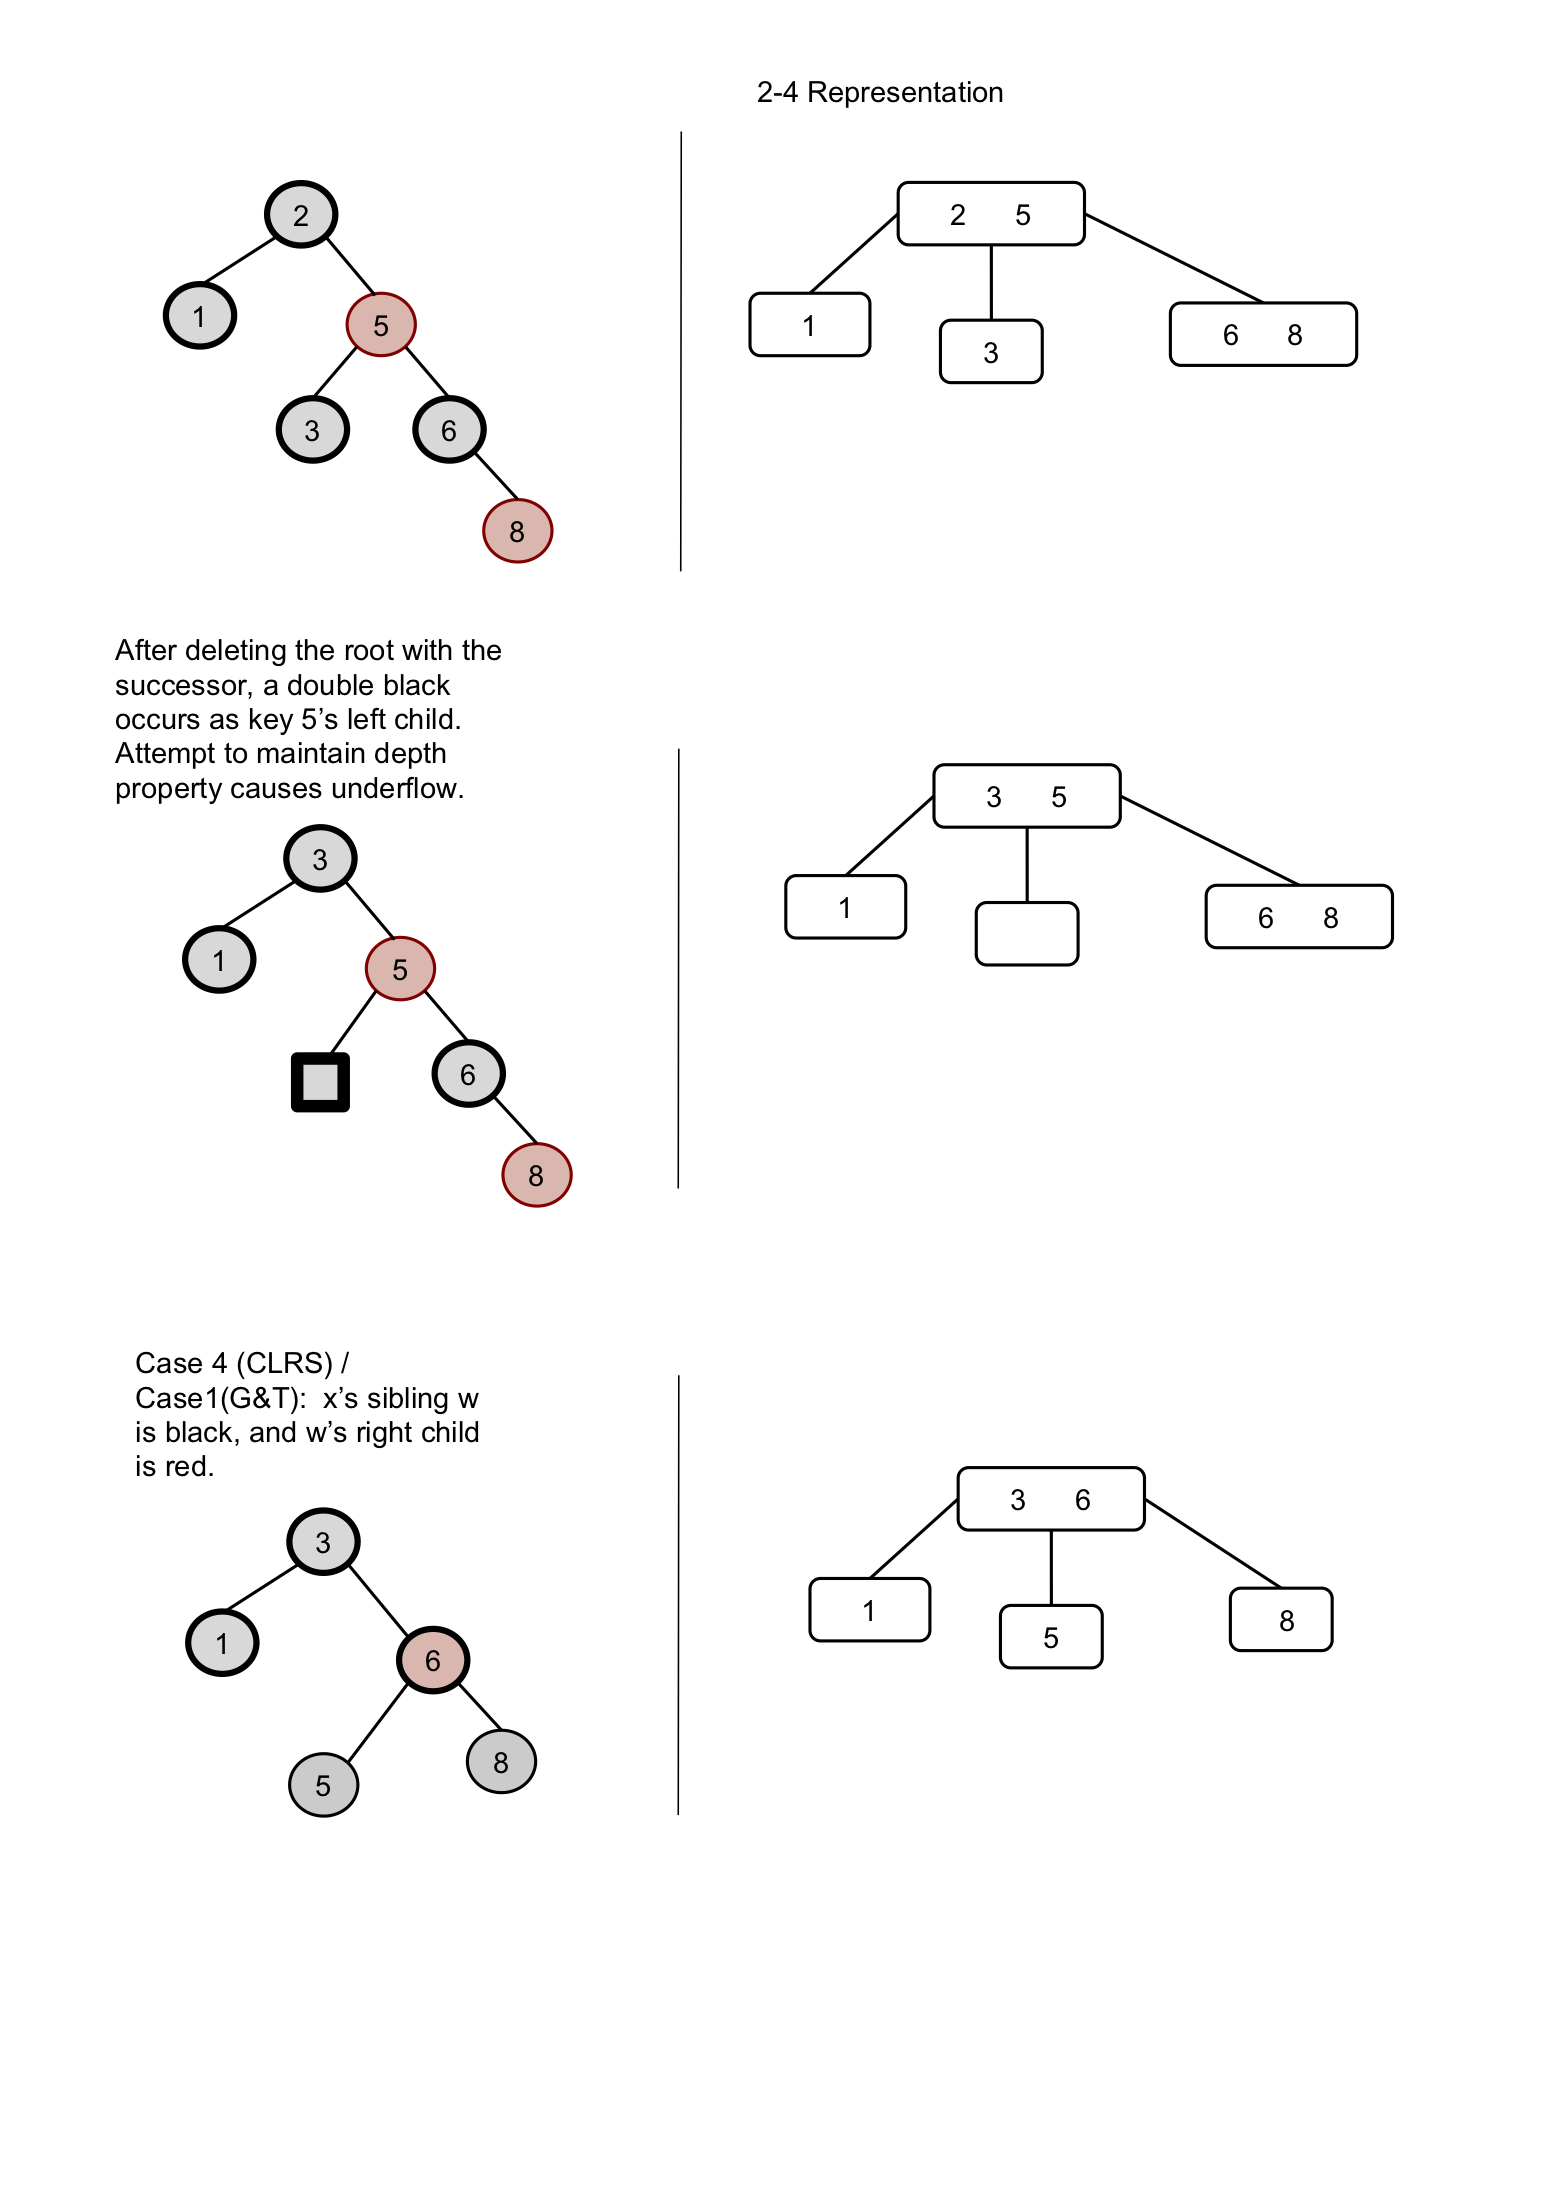 2-4 Representation
2
1
5
3
6
8
2 5
1
3
6 8
After deleting the root with the
successor, a double black
occurs as key 5’s left child.
Attempt to maintain depth
property causes underflow.
3
1
5
6
8
3 5
1
6 8
Case 4 (CLRS) /
Case1(G&T): x’s sibling w
is black, and w’s right child
is red.
3
1
6
5
8
3 6
1
5
8